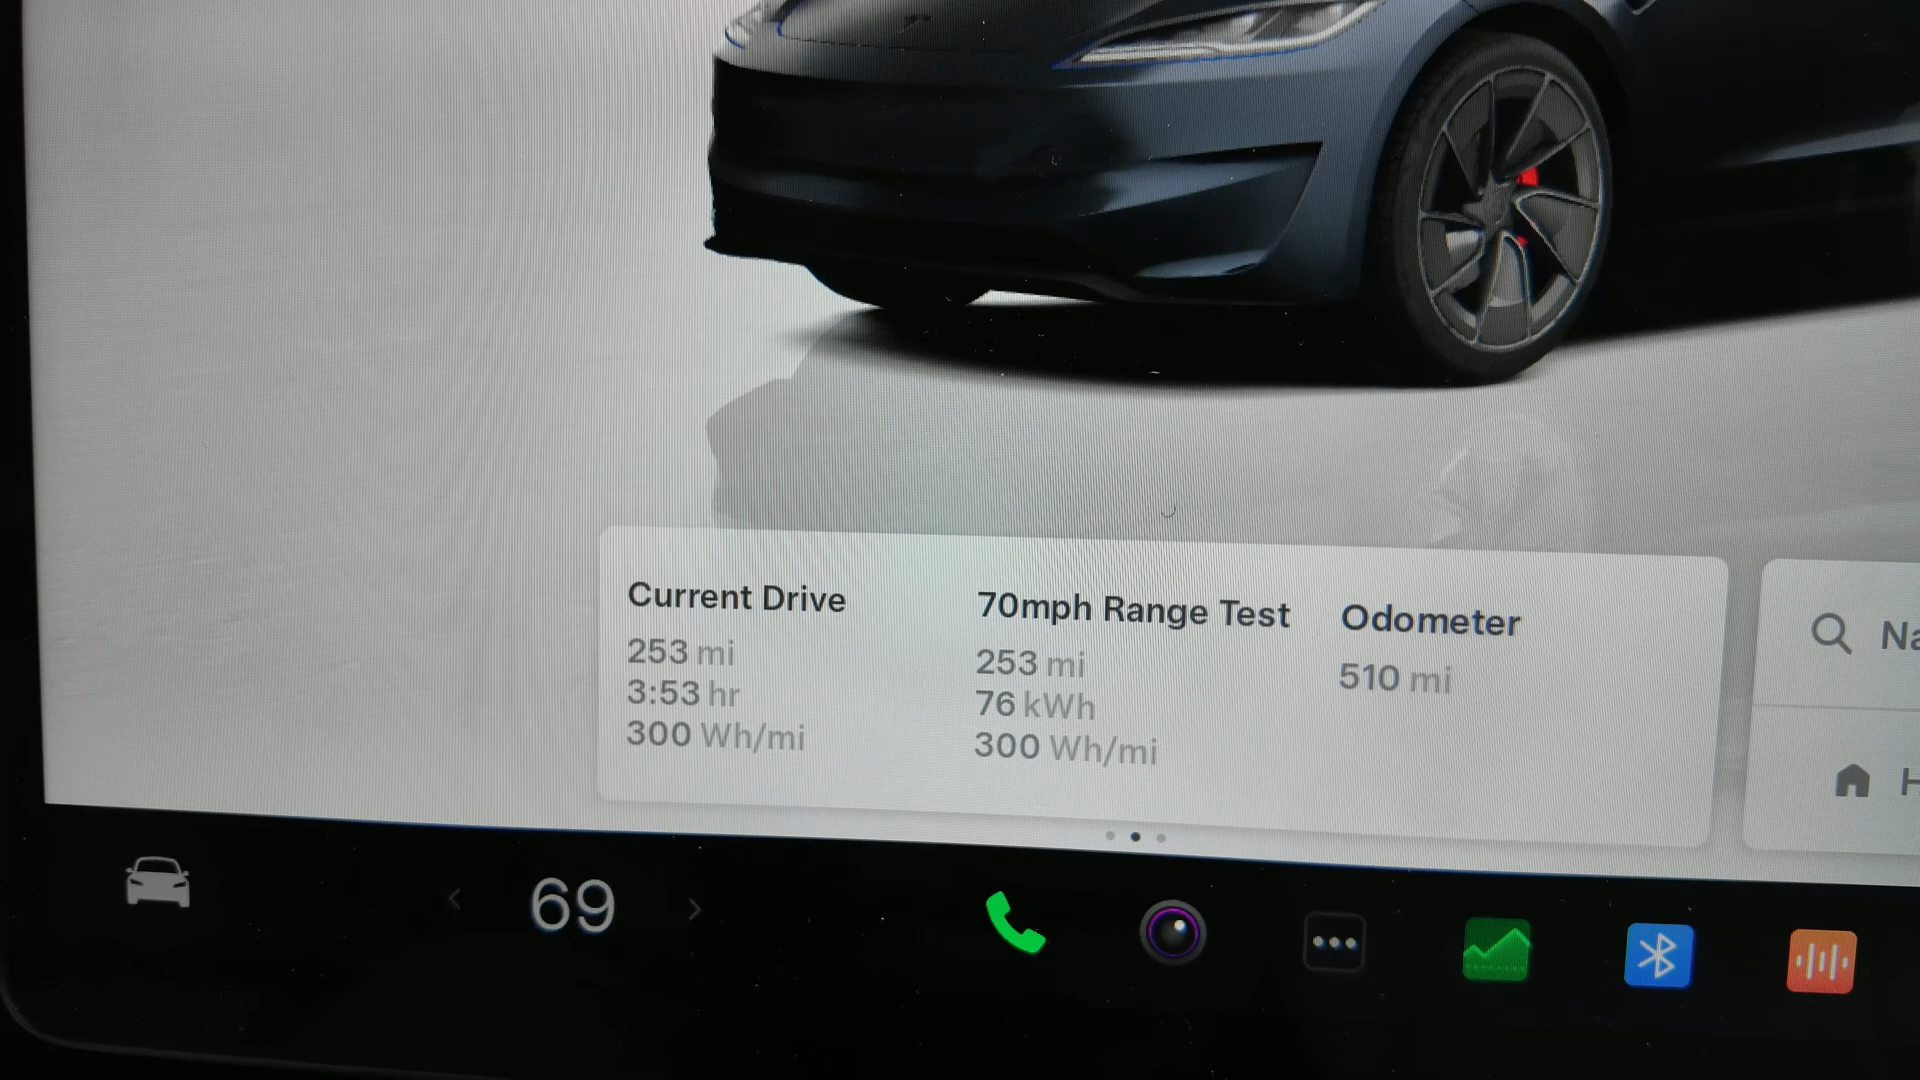 Current Drive
253 mi
3:53 hr
300 Wh/mi
70mph Range Test
253 mi
76 kWh
300 Wh/mi
Odometer
510 mi
69